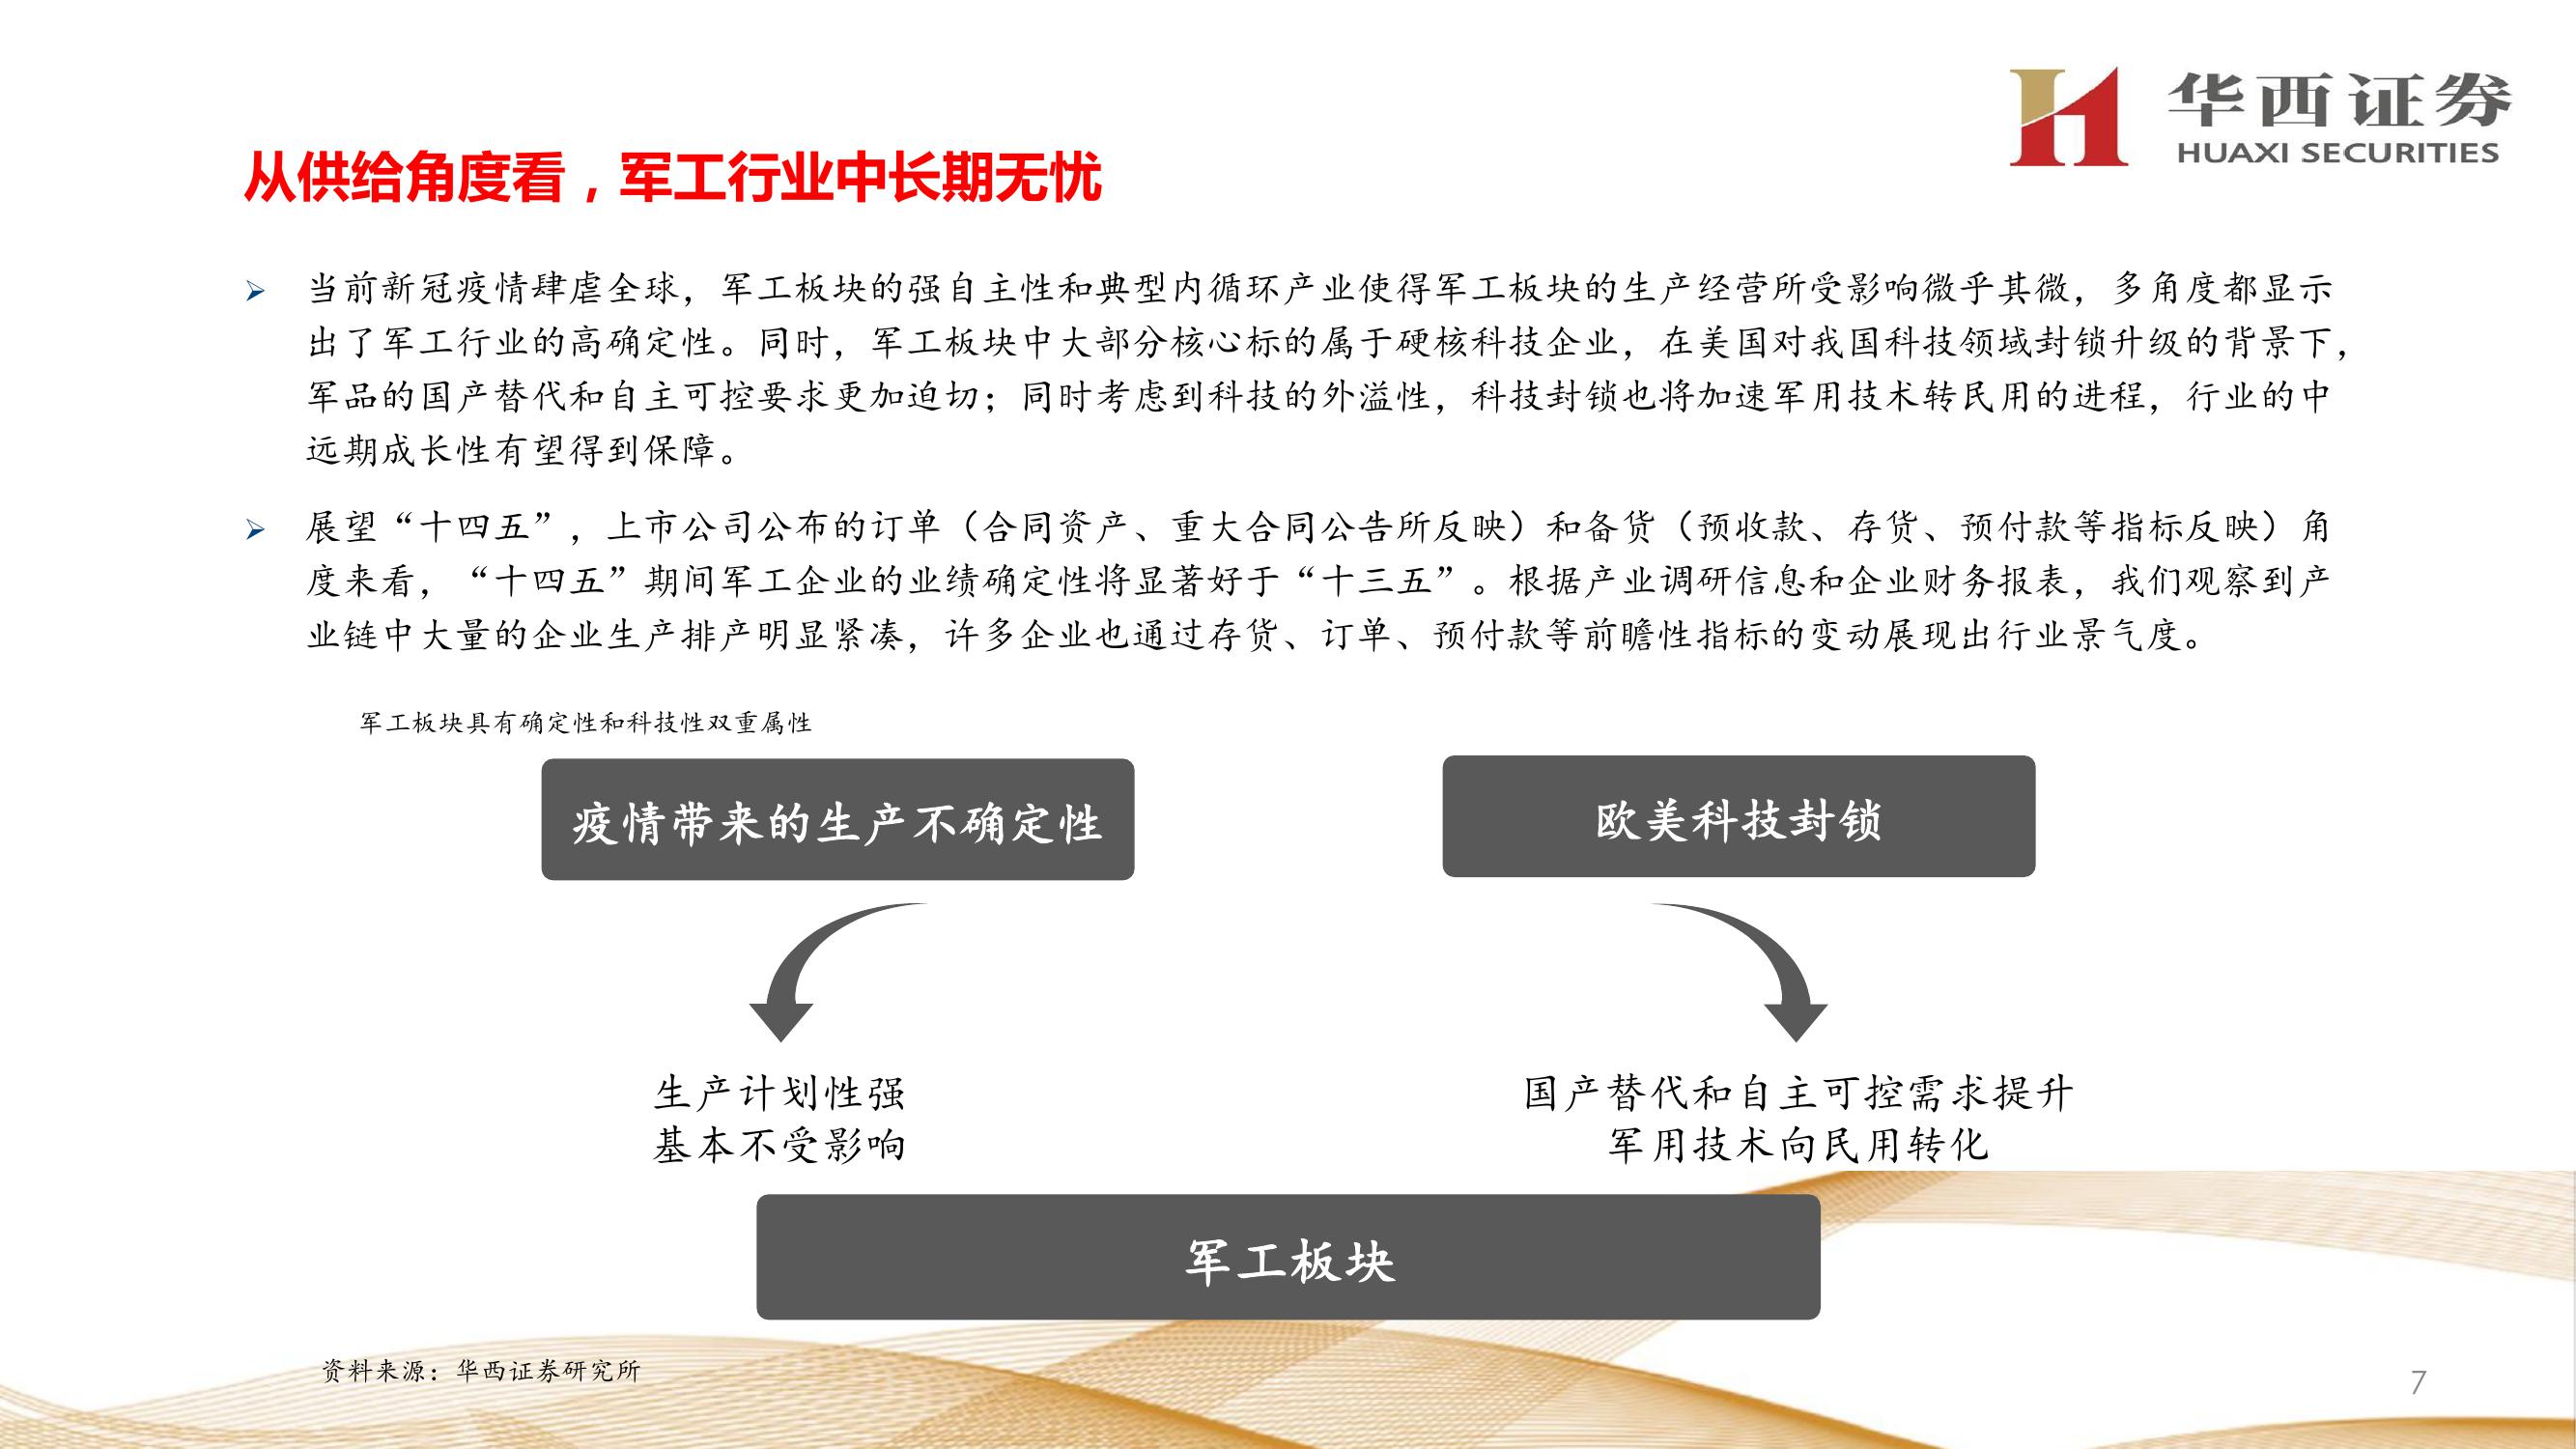 华西证券
HUAXI SECURITIES
从供给角度看，军工行业中长期无忧
➢ 当前新冠疫情肆虐全球，军工板块的强自主性和典型内循环产业使得军工板块的生产经营所受影响微乎其微，多角度都显示
出了军工行业的高确定性。同时，军工板块中大部分核心标的属于硬核科技企业，在美国对我国科技领域封锁升级的背景下，
军品的国产替代和自主可控要求更加迫切；同时考虑到科技的外溢性，科技封锁也将加速军用技术转民用的进程，行业的中
远期成长性有望得到保障。
➢ 展望“十四五”，上市公司公布的订单（合同资产、重大合同公告所反映）和备货（预收款、存货、预付款等指标反映）角
度来看，“十四五”期间军工企业的业绩确定性将显著好于“十三五”。根据产业调研信息和企业财务报表，我们观察到产
业链中大量的企业生产排产明显紧凑，许多企业也通过存货、订单、预付款等前瞻性指标的变动展现出行业景气度。
军工板块具有确定性和科技性双重属性
疫情带来的生产不确定性
欧美科技封锁
生产计划性强
基本不受影响
国产替代和自主可控需求提升
军用技术向民用转化
军工板块
资料来源：华西证券研究所
7